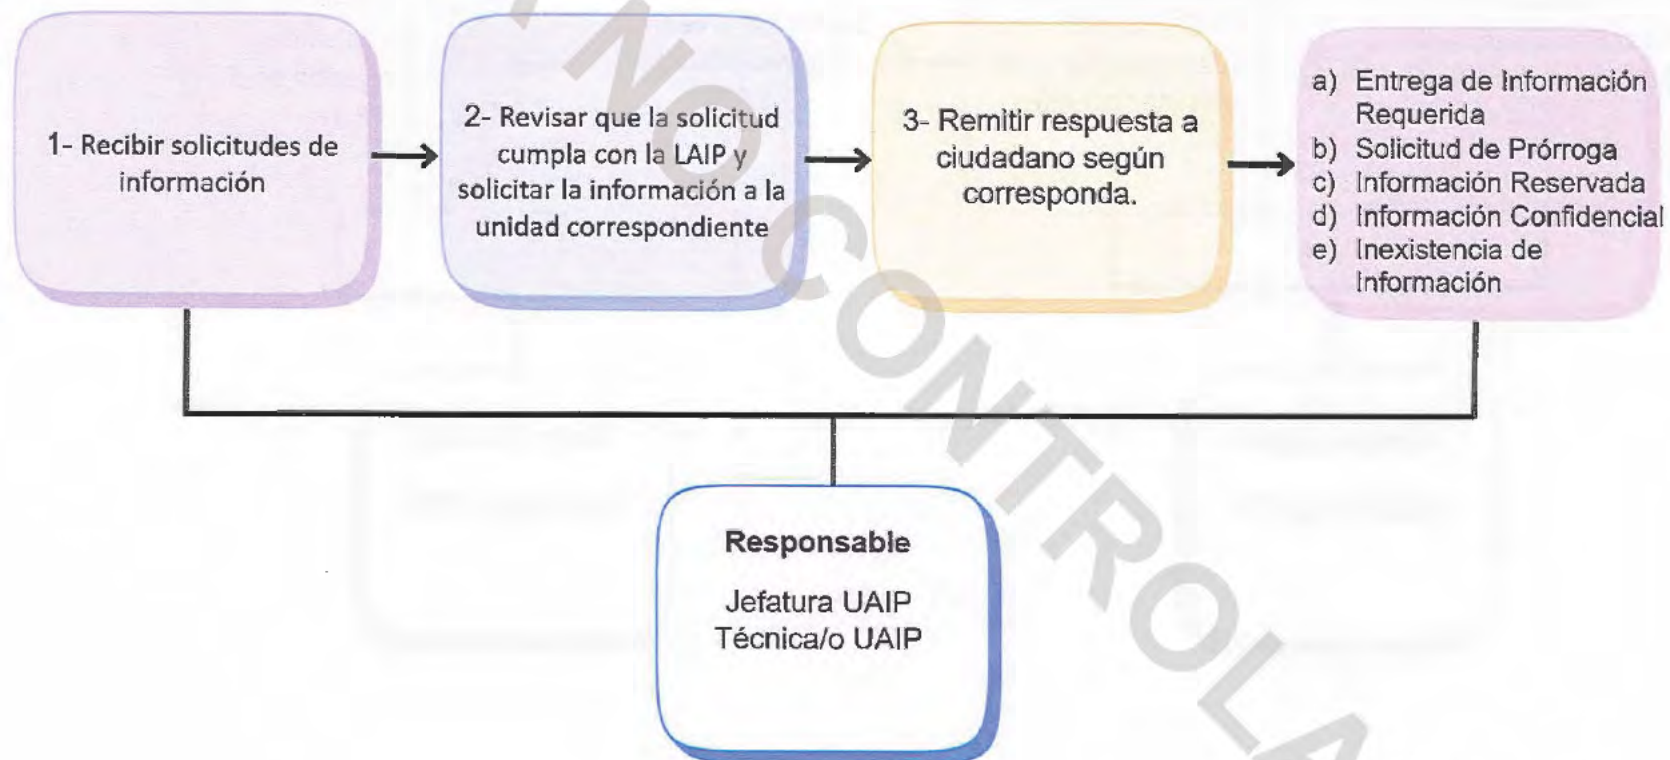 1- Recibir solicitudes de
información
2- Revisar que la solicitud
cumpla con la LAIP y
solicitar la información a la
unidad correspondiente
3- Remitir respuesta a
ciudadano según
corresponda.
a) Entrega de Información
Requerida
b) Solicitud de Prórroga
c) Información Reservada
d) Información Confidencial
e) Inexistencia de
Información
Responsable
Jefatura UAIP
Técnica/o UAIP
NO CONTROLA